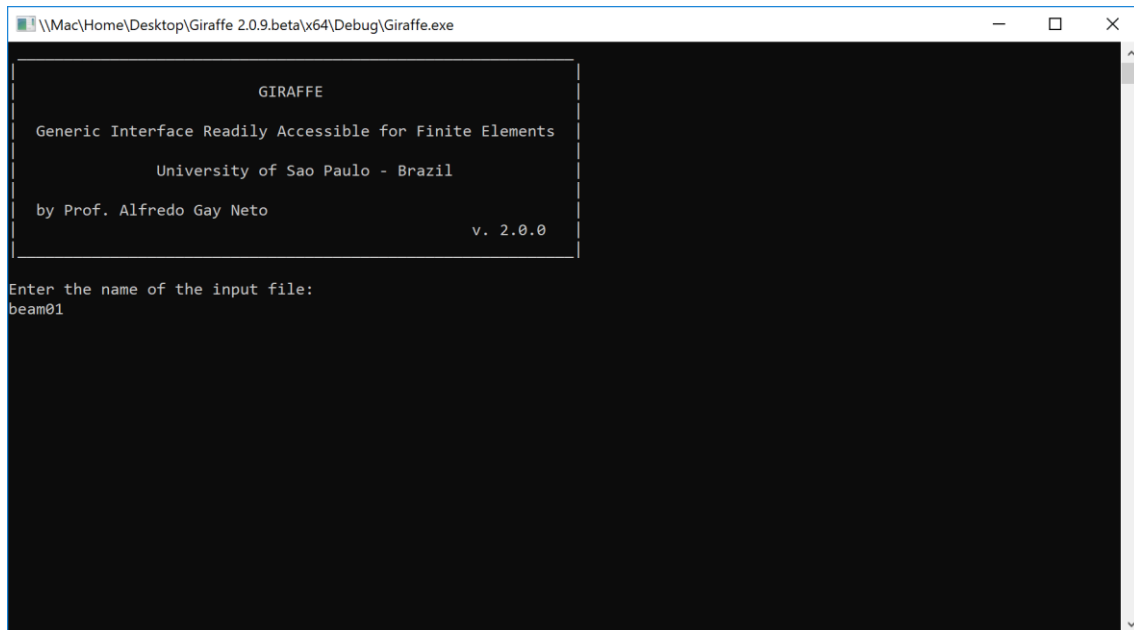 \\Mac\Home\Desktop\Giraffe 2.0.9.beta\x64\Debug\Giraffe.exe
GIRAFFE
Generic Interface Readily Accessible for Finite Elements
University of Sao Paulo - Brazil
by Prof. Alfredo Gay Neto
v. 2.0.0
Enter the name of the input file:
beam01